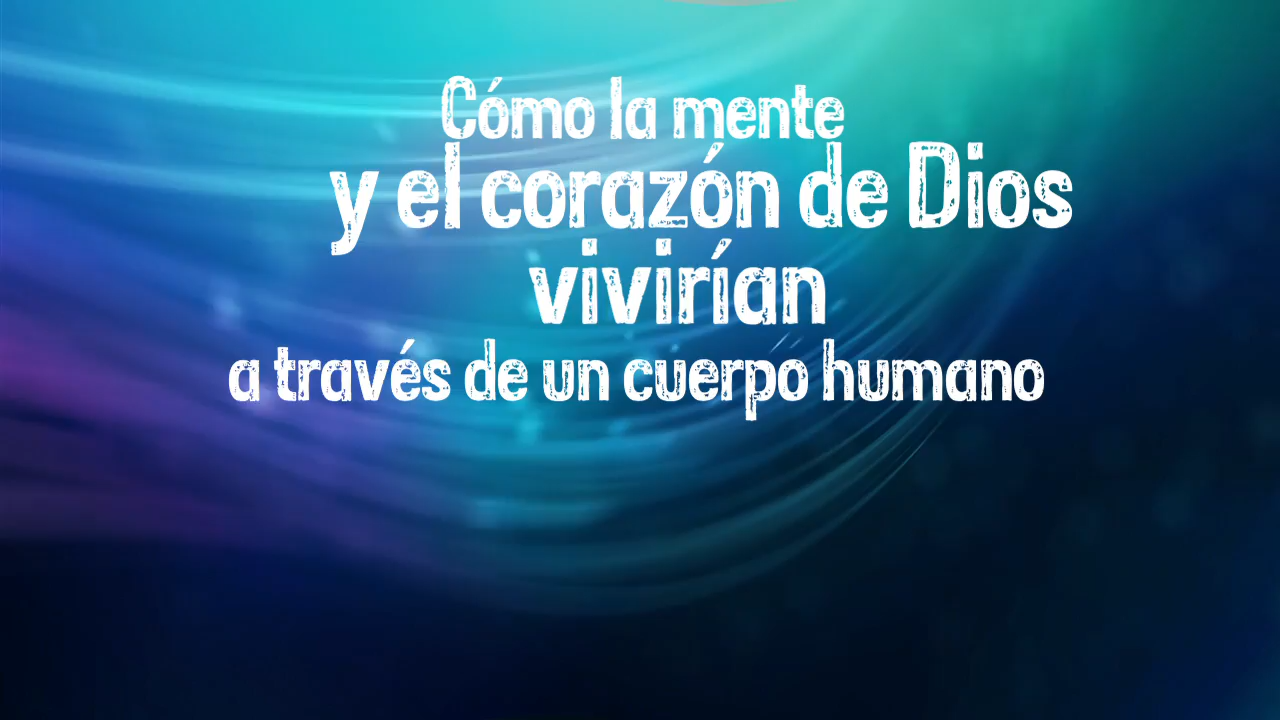 Cómo la mente
y el corazón de Dios
vivirían
a través de un cuerpo humano